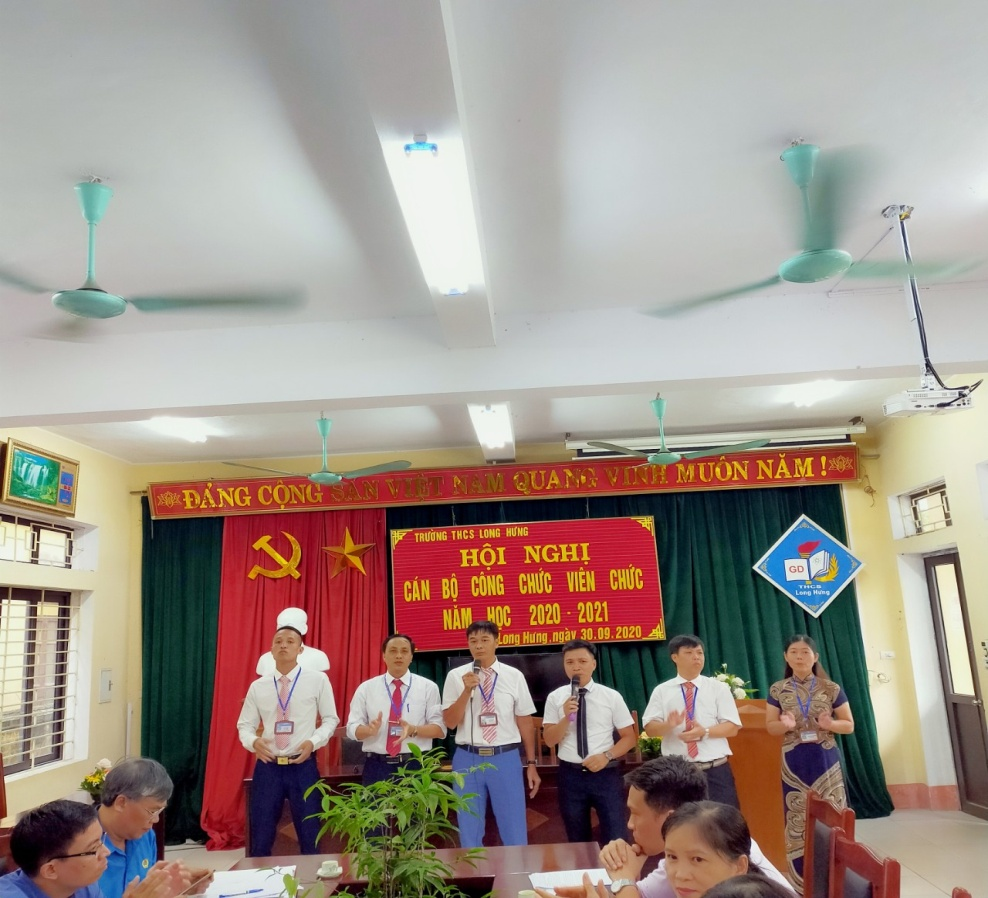 ĐẢNG CỘNG SẢN VIỆT NAM QUANG VINH MUÔN NĂM !
TRƯỜNG THCS LONG HƯNG
HỘI NGHỊ
CÁN BỘ CÔNG CHỨC VIÊN CHỨC
NĂM HỌC 2020 - 2021
Long Hưng, ngày 30.09.2020
GD
THCS
Long Hưng